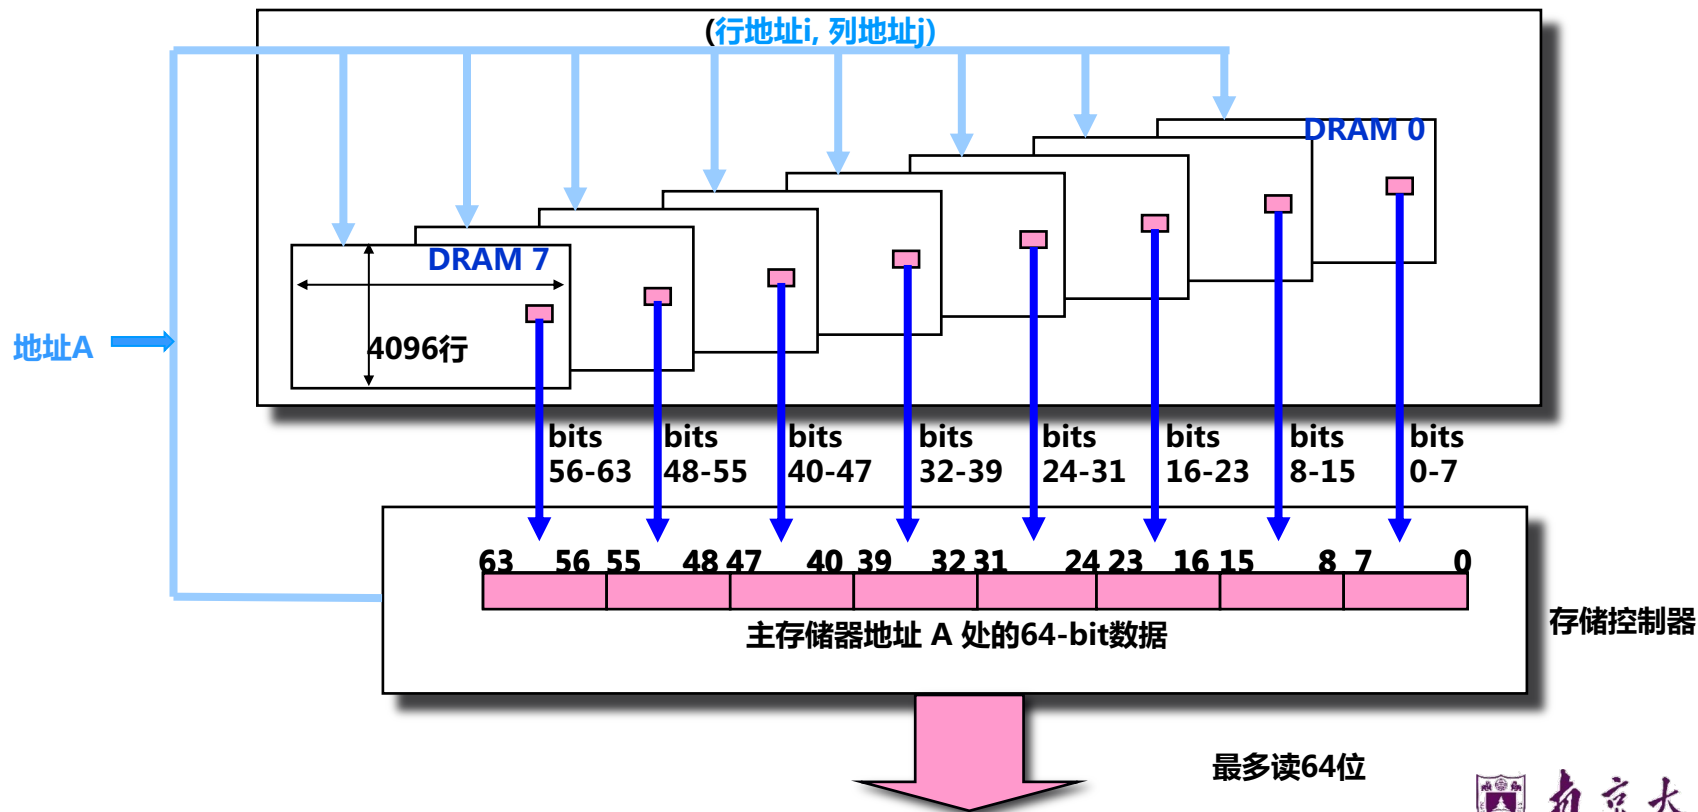 (行地址i, 列地址j)
DRAM 0
DRAM 7
4096行
地址A
bits
56-63
bits
48-55
bits
40-47
bits
32-39
bits
24-31
bits
16-23
bits
8-15
bits
0-7
63 56 55 48 47 40 39 32 31 24 23 16 15 8 7 0
主存储器地址 A 处的64-bit数据
存储控制器
最多读64位
南京大